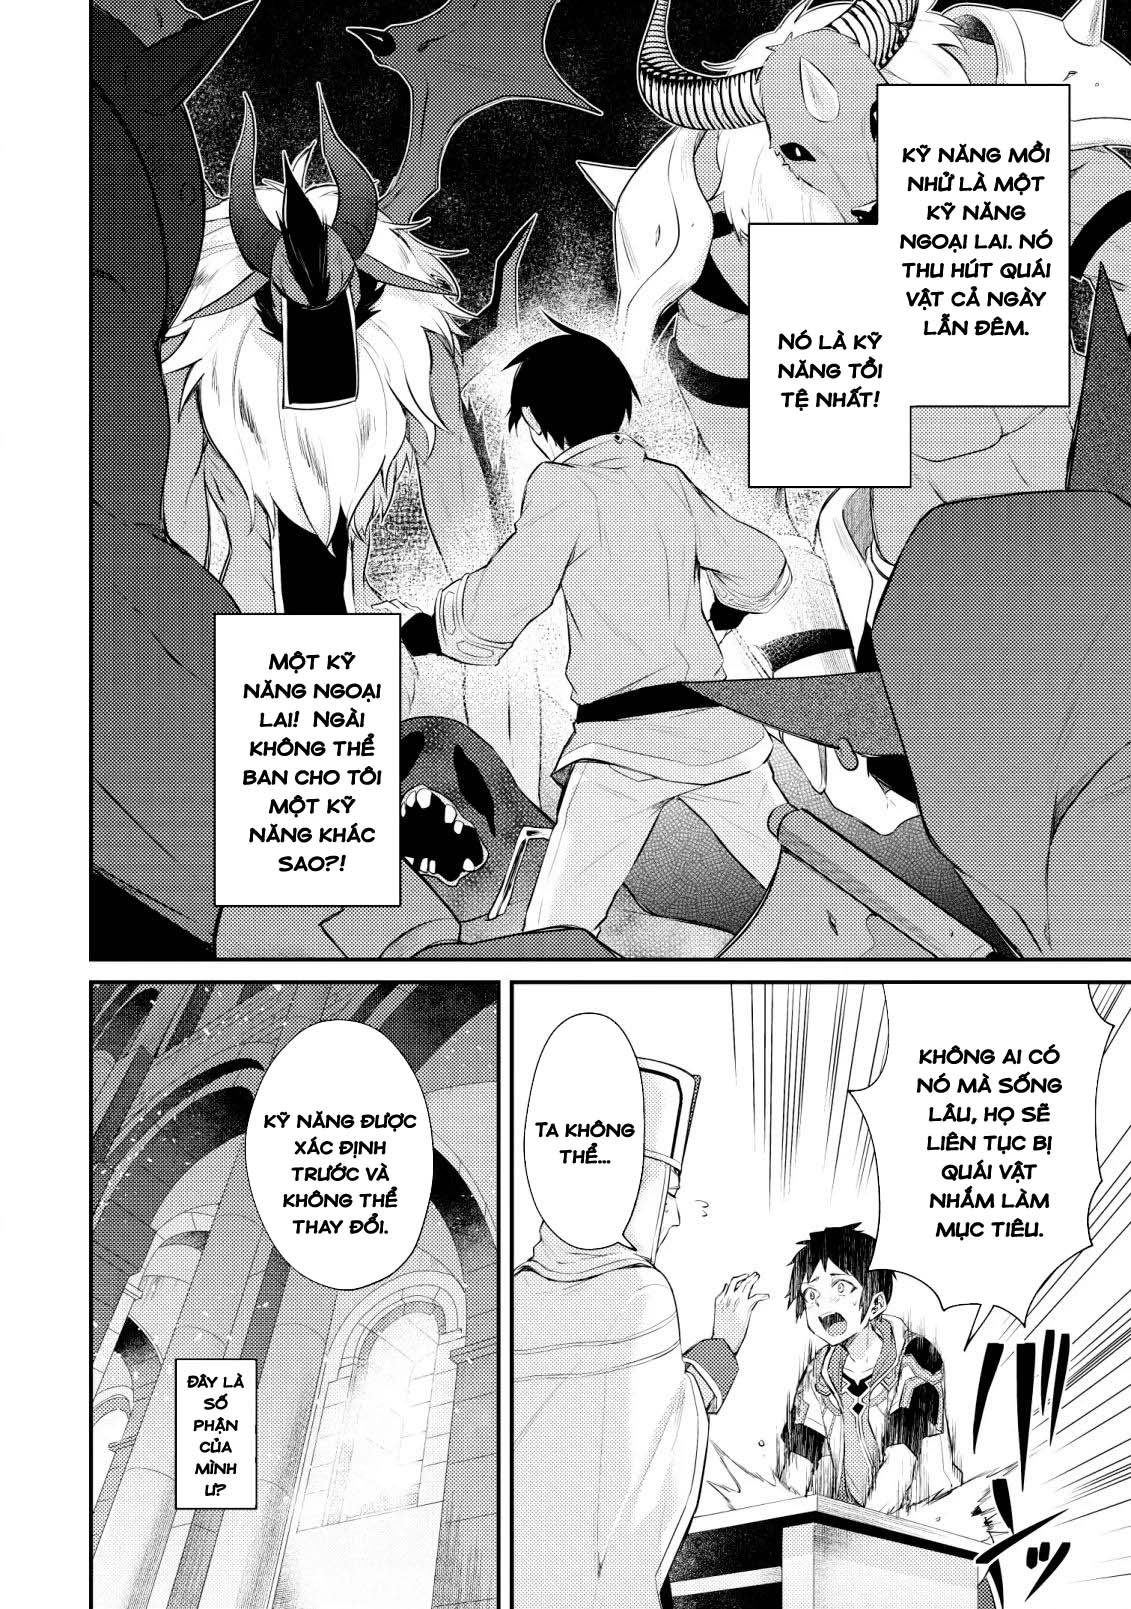 KỸ NĂNG MỒI
NHỬ LÀ MỘT
KỸ NĂNG
NGOẠI LAI. NÓ
THU HÚT QUÁI
VẬT CẢ NGÀY
LẪN ĐÊM.
NÓ LÀ KỸ
NĂNG TỒI
TỆ NHẤT!
MỘT KỸ
NĂNG NGOẠI
LAI! NGÀI
KHÔNG THỂ
BAN CHO TÔI
MỘT KỸ
NĂNG KHÁC
SAO?!
KHÔNG AI CÓ
NÓ MÀ SỐNG
LÂU, HỌ SẼ
LIÊN TỤC BỊ
QUÁI VẬT
NHẮM LÀM
MỤC TIÊU.
TA KHÔNG
THỂ...
KỸ NĂNG ĐƯỢC
XÁC ĐỊNH
TRƯỚC VÀ
KHÔNG THỂ
THAY ĐỔI.
ĐÂY LÀ
SỐ
PHẬN
CỦA
MÌNH
Ư?
バンッ